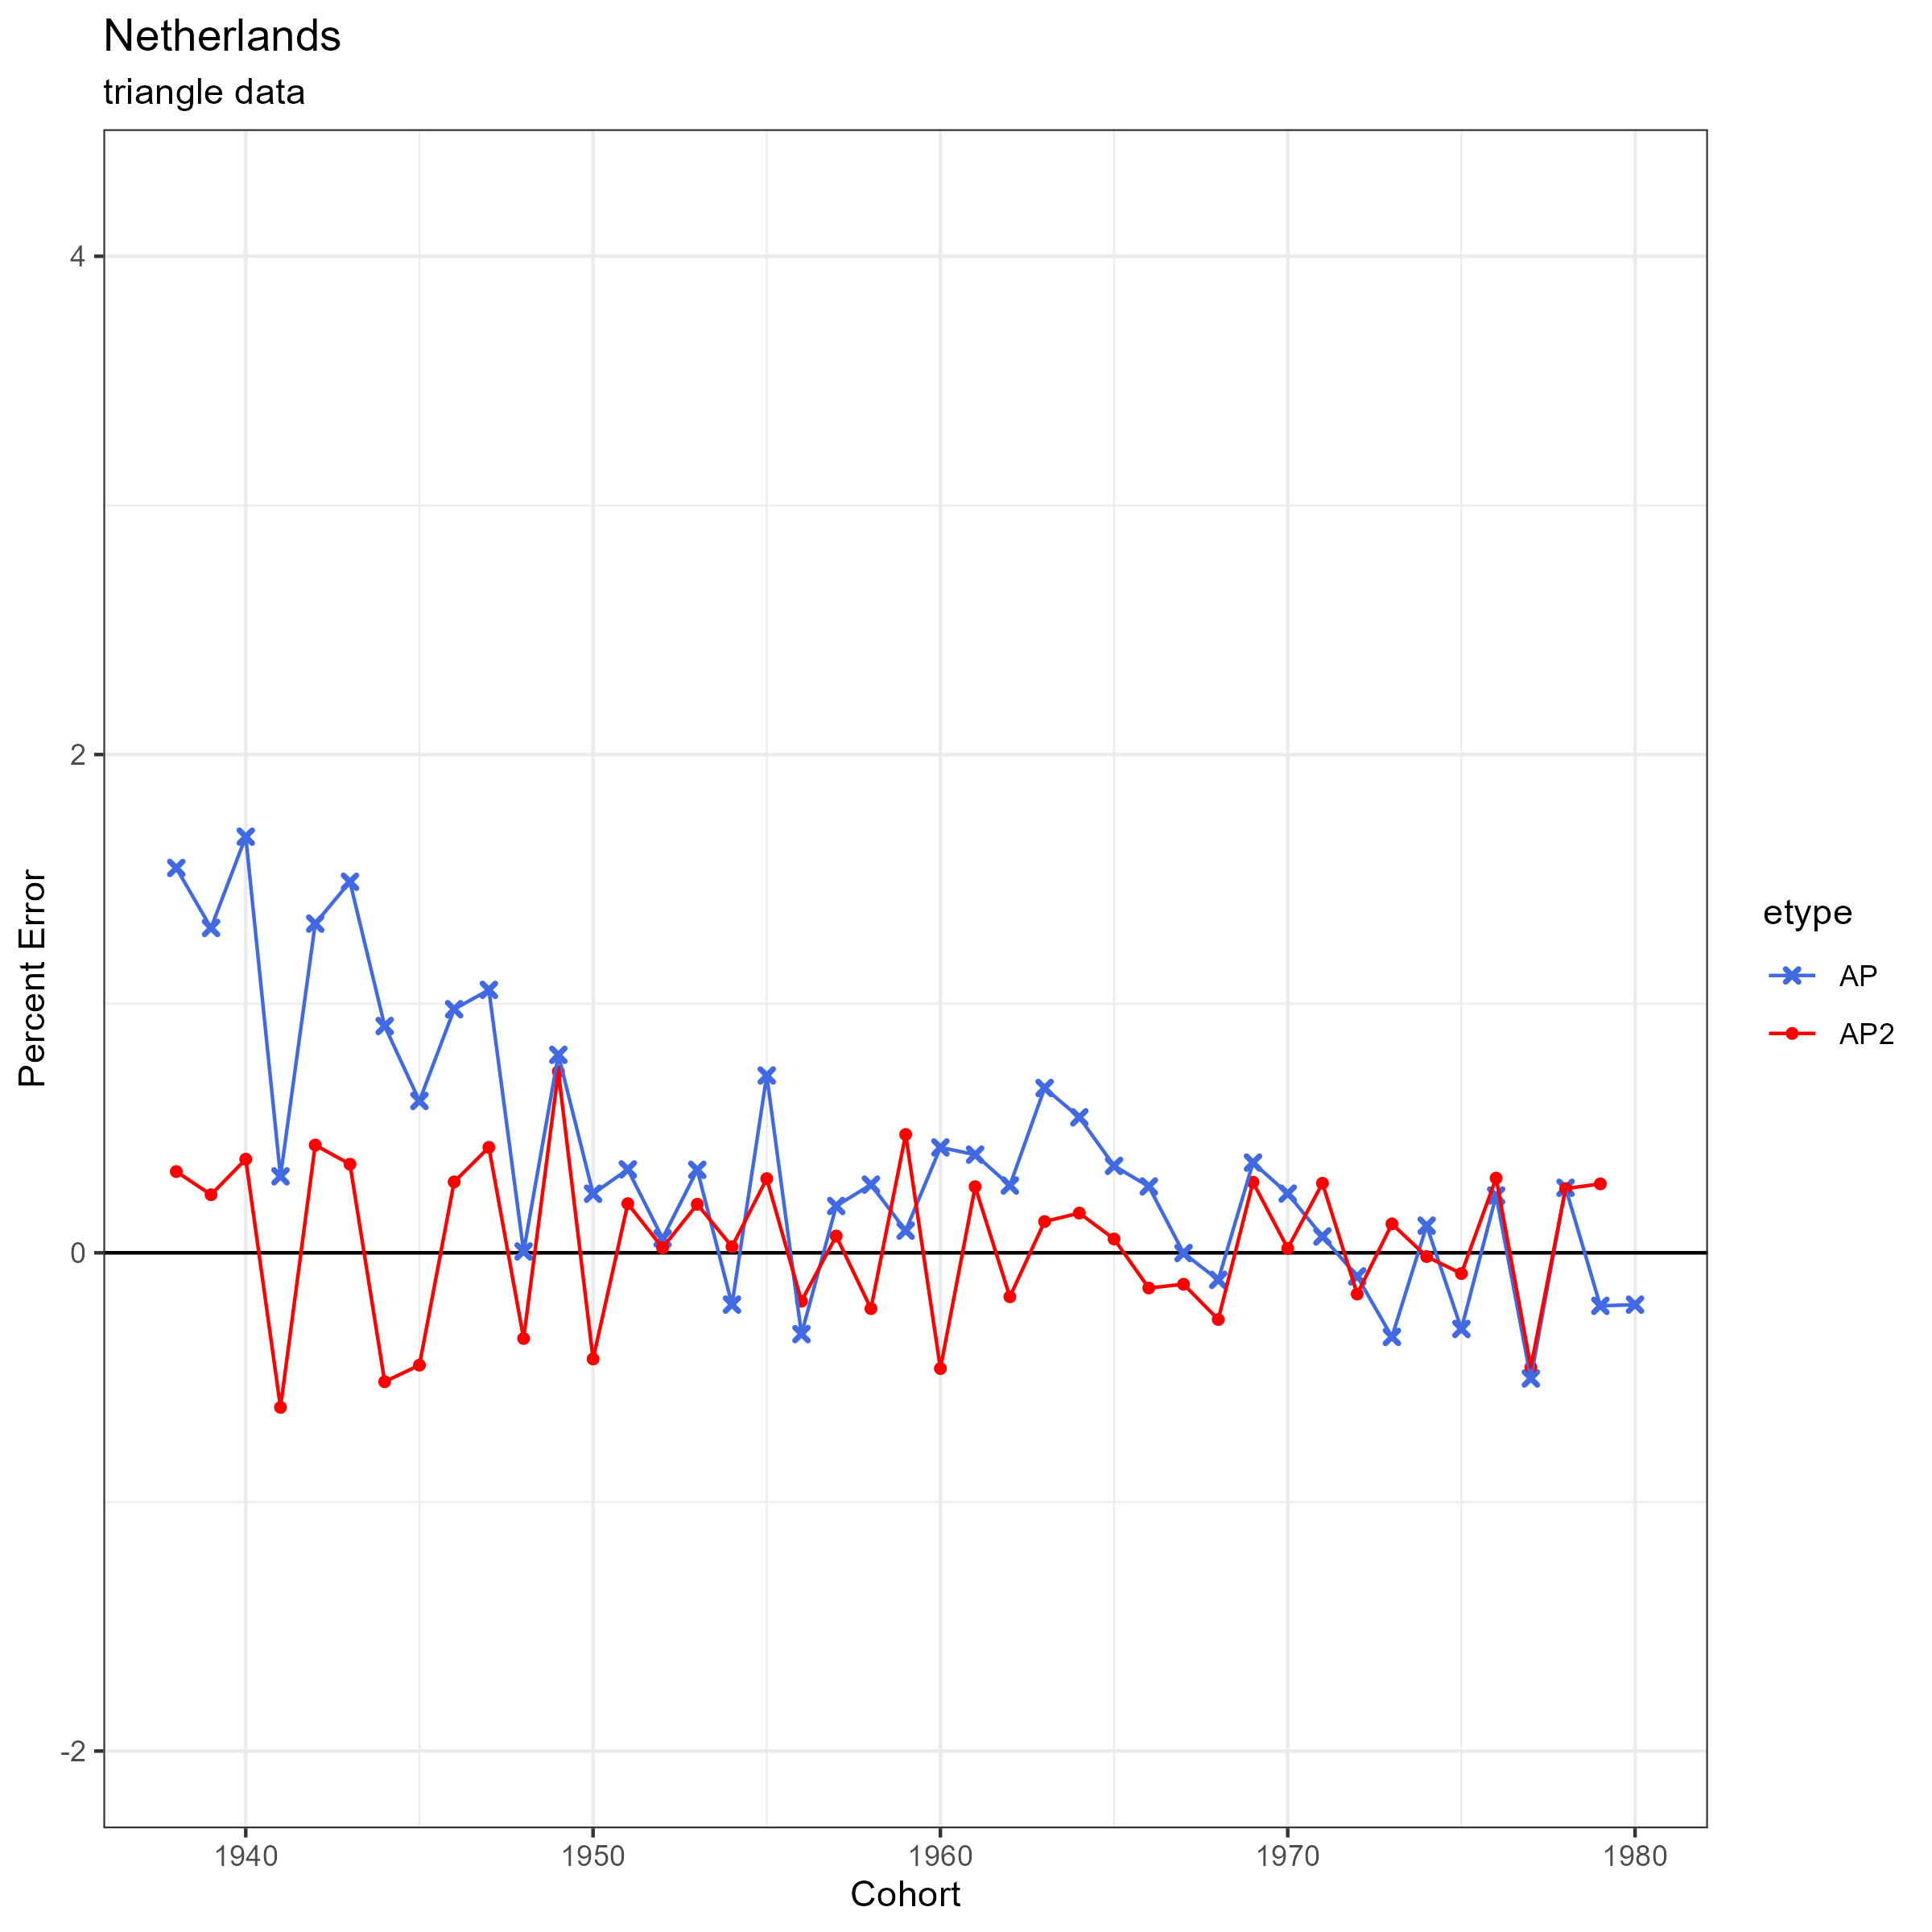 Netherlands
triangle data
4
2
0
-2
Percent Error
1940
1950
1960
1970
1980
Cohort
etype
AP
AP2